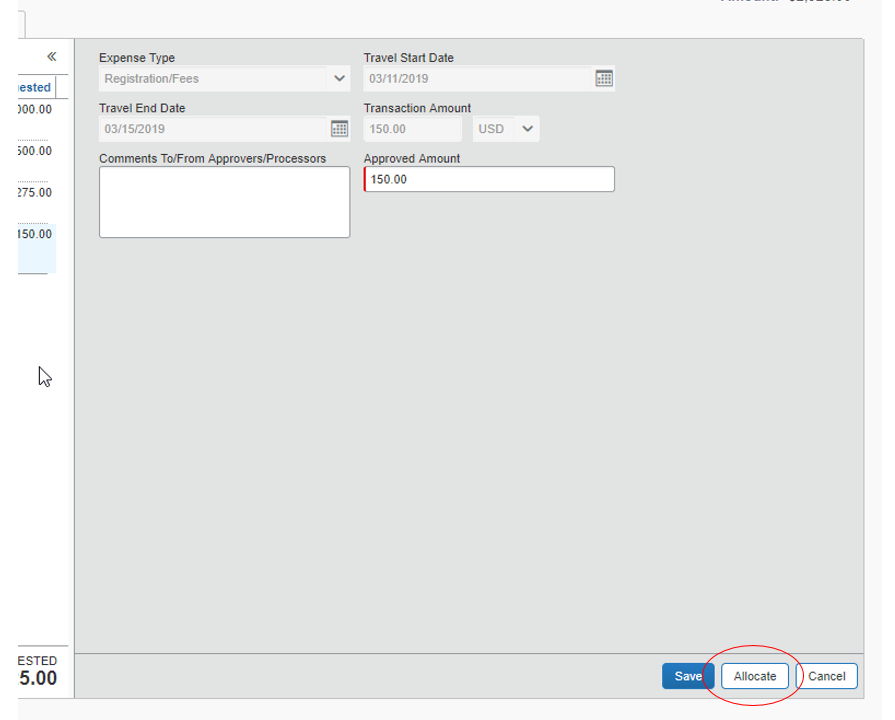 Expense Type
Registration/Fees
Travel Start Date
03/11/2019
Travel End Date
03/15/2019
Transaction Amount
150.00 USD
Comments To/From Approvers/Processors
Approved Amount
150.00
ested
000.00
500.00
275.00
150.00
ESTED
5.00
Save Allocate Cancel